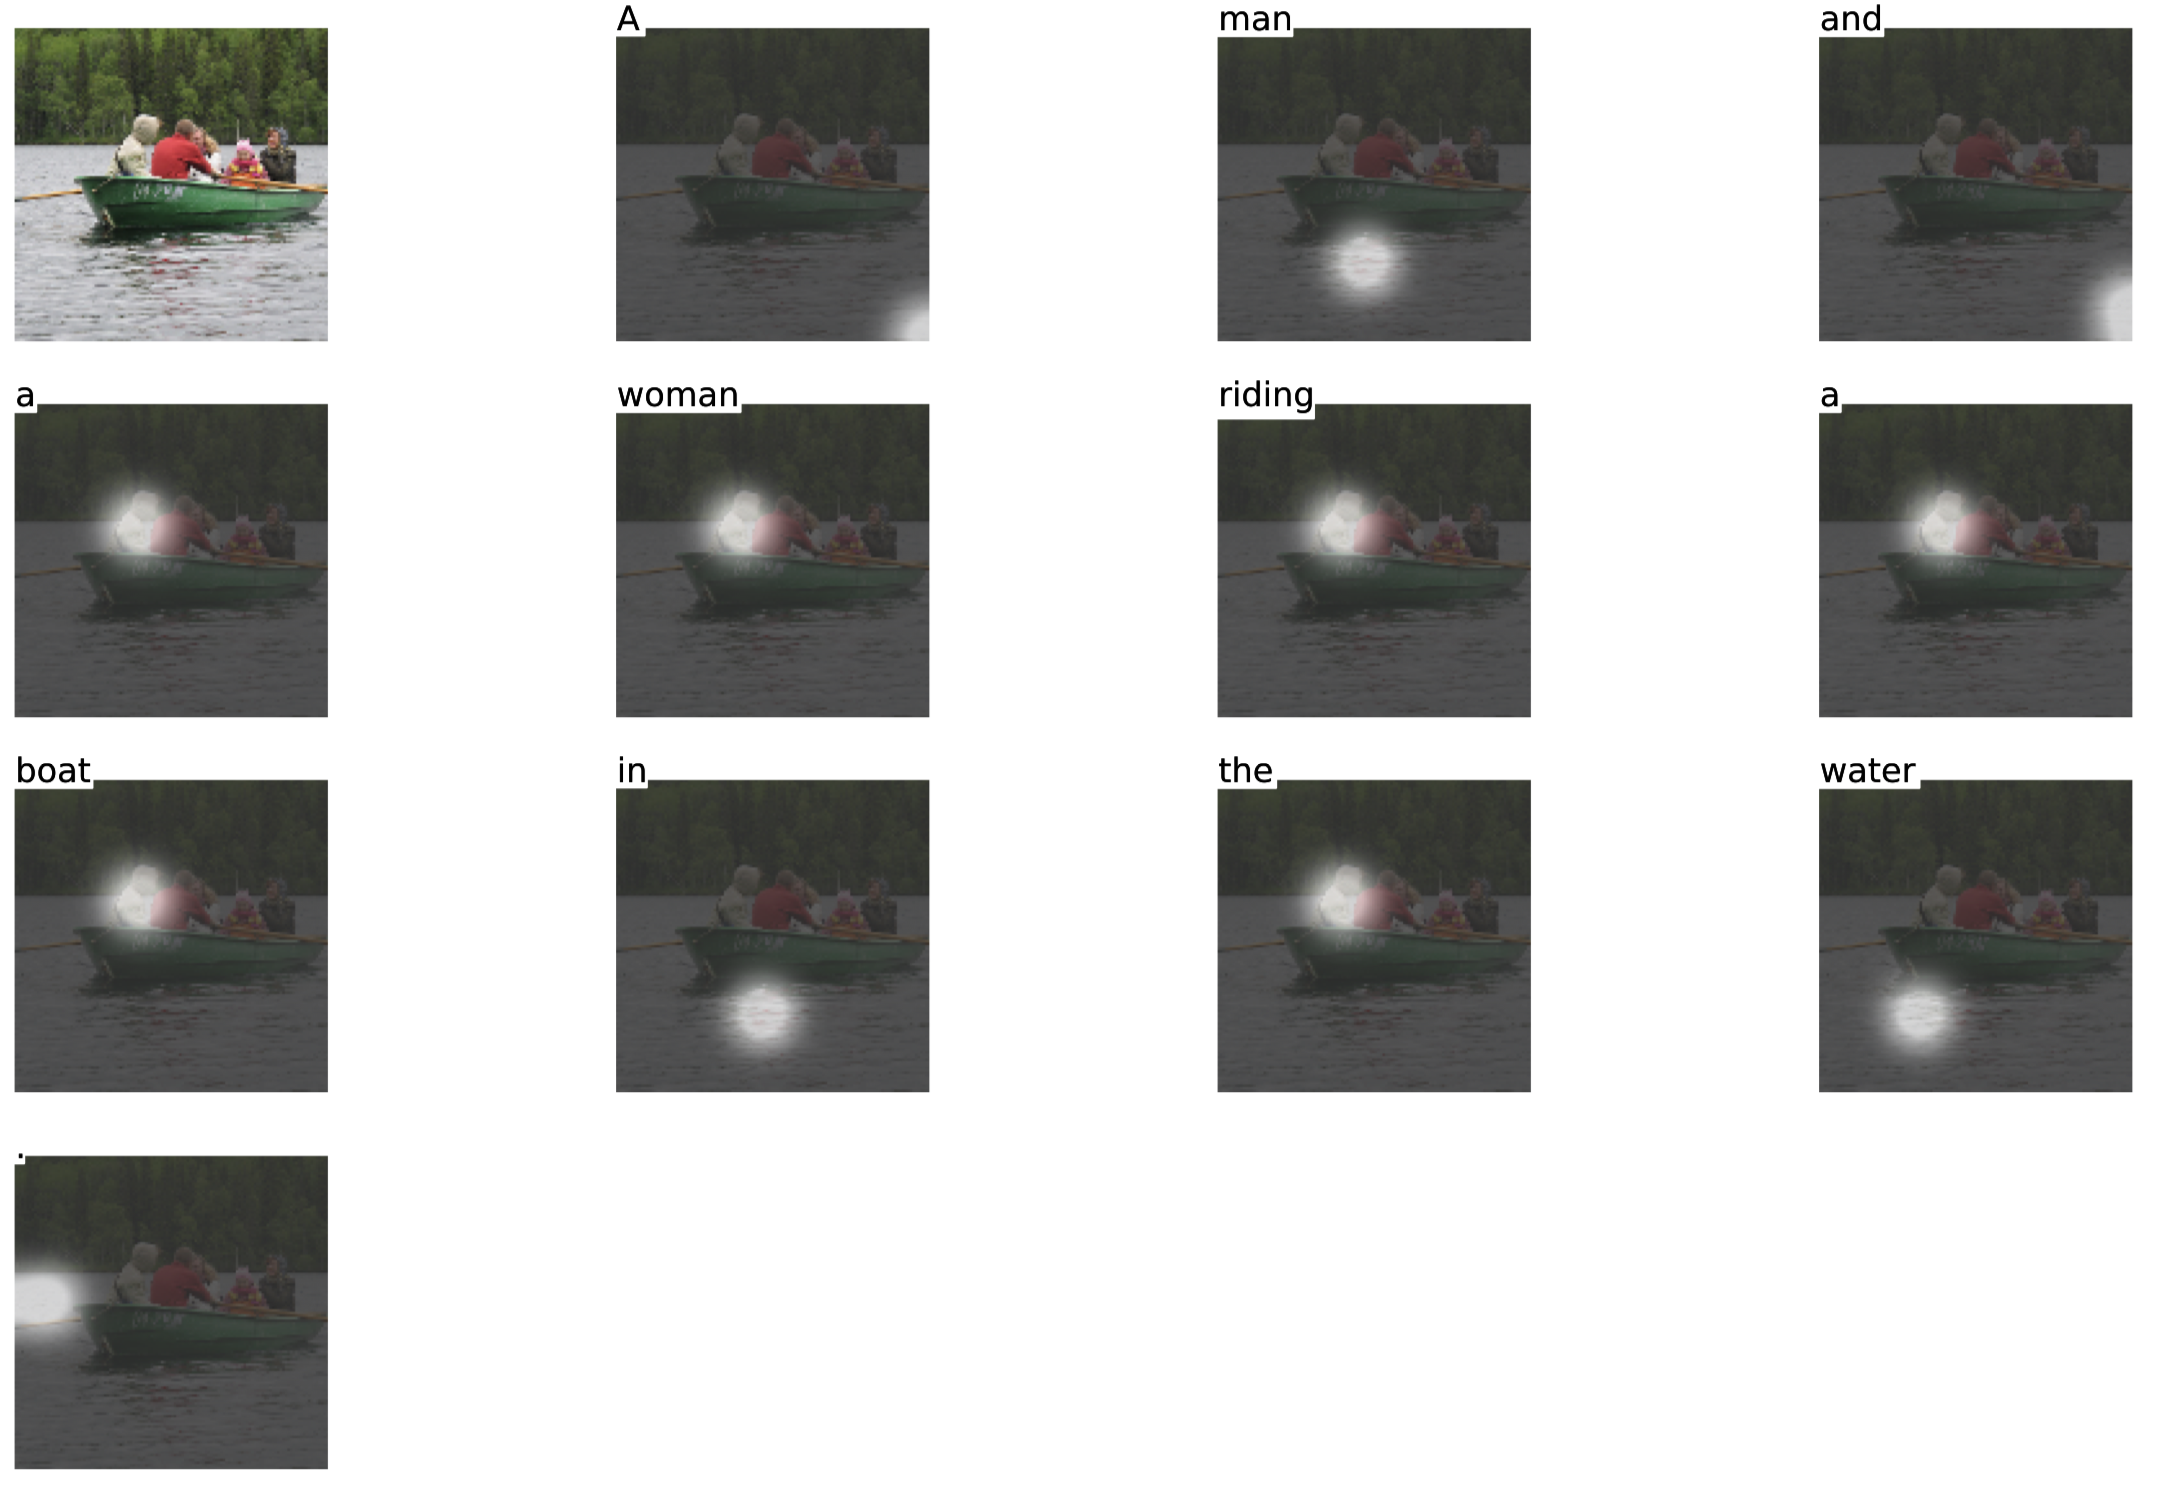 A
man
and
a
woman
riding
a
boat
in
the
water
.